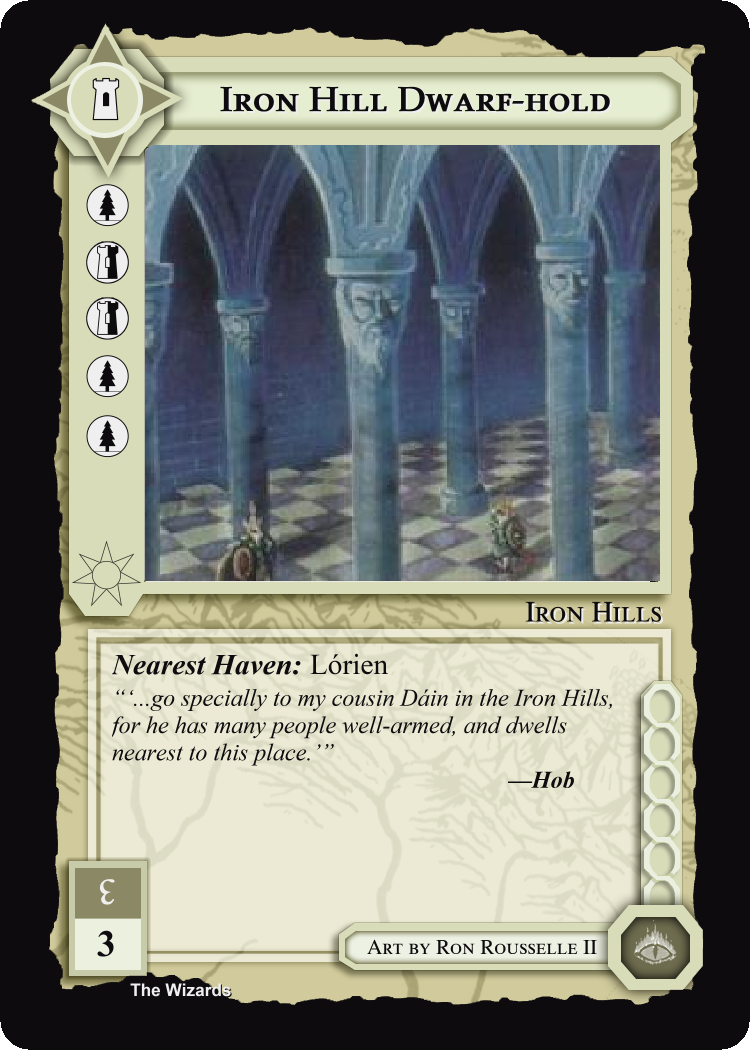 Iron Hill Dwarf-hold
Iron Hills
Nearest Haven: Lórien
“‘...go specially to my cousin Dáin in the Iron Hills,
for he has many people well-armed, and dwells
nearest to this place.’”
—Hob
ε
3
Art by Ron Rousselle II
The Wizards